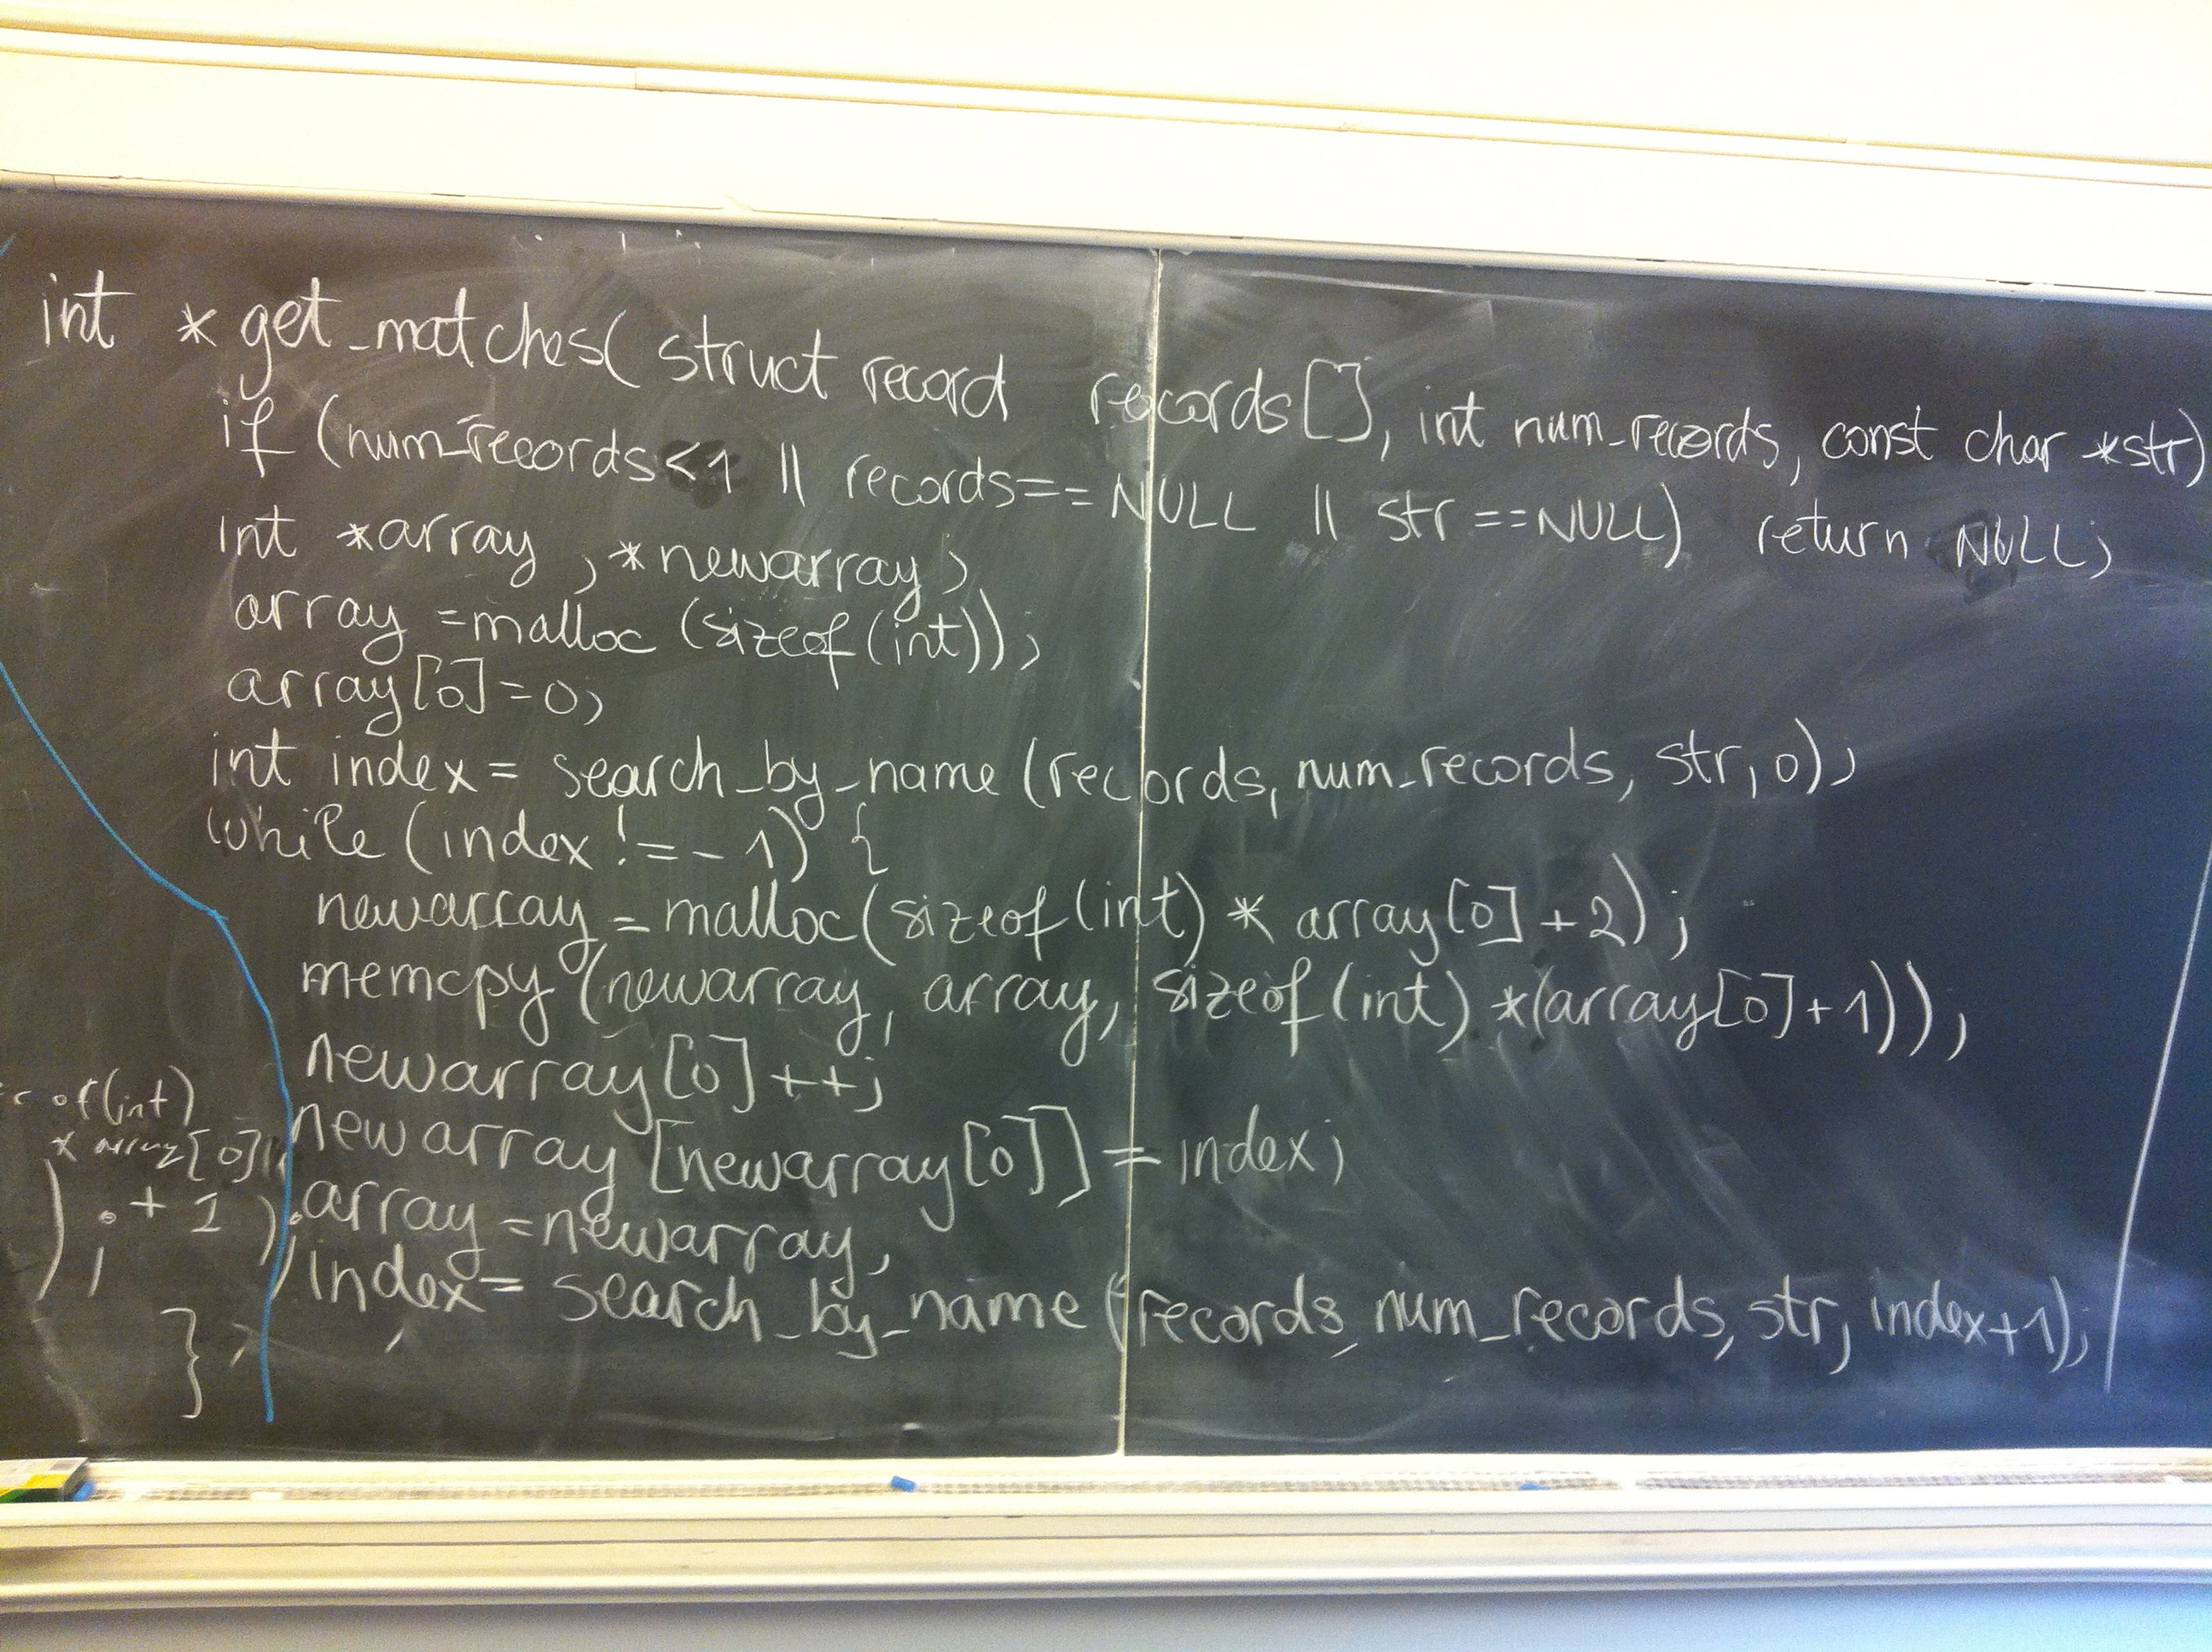 int *get_matches( struct record records[], int num_records, const char *str)
if (num_records<1 || records==NULL || str==NULL) return NULL;
int *array, *newarray;
array =malloc (sizeof(int));
array[0]=0;
int index= search_by_name (records, num_records, str, 0);
while (index!=-1) {
newarray = malloc(sizeof(int) * array[0]+2);
memcpy (newarray, array, sizeof(int) *(array[0]+1));
newarray[0]++;
newarray [newarray[0]] = index;
array =newarray;
index= search_by_name (records, num_records, str, index+1);
of(int)
* array[0]
) ; + 1 );
}